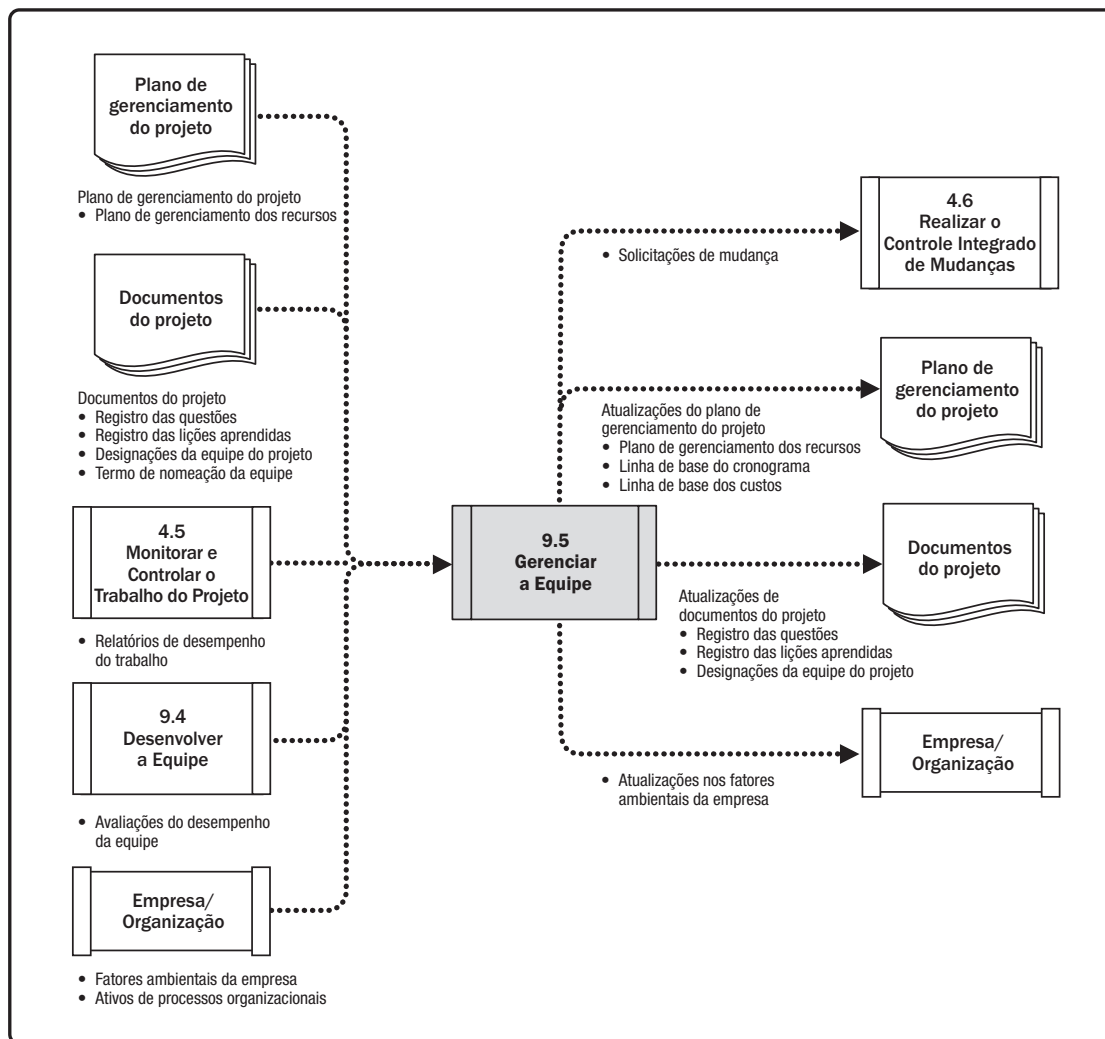 Plano de
gerenciamento
do projeto
Plano de gerenciamento do projeto
• Plano de gerenciamento dos recursos
Documentos
do projeto
Documentos do projeto
• Registro das questões
• Registro das lições aprendidas
• Designações da equipe do projeto
• Termo de nomeação da equipe
4.5
Monitorar e
Controlar o
Trabalho do Projeto
• Relatórios de desempenho
do trabalho
9.4
Desenvolver
a Equipe
• Avaliações do desempenho
da equipe
Empresa/
Organização
• Fatores ambientais da empresa
• Ativos de processos organizacionais
9.5
Gerenciar
a Equipe
• Solicitações de mudança
4.6
Realizar o
Controle Integrado
de Mudanças
Atualizações do plano de
gerenciamento do projeto
• Plano de gerenciamento dos recursos
• Linha de base do cronograma
• Linha de base dos custos
Plano de
gerenciamento
do projeto
Atualizações de
documentos do projeto
• Registro das questões
• Registro das lições aprendidas
• Designações da equipe do projeto
Documentos
do projeto
• Atualizações nos fatores
ambientais da empresa
Empresa/
Organização